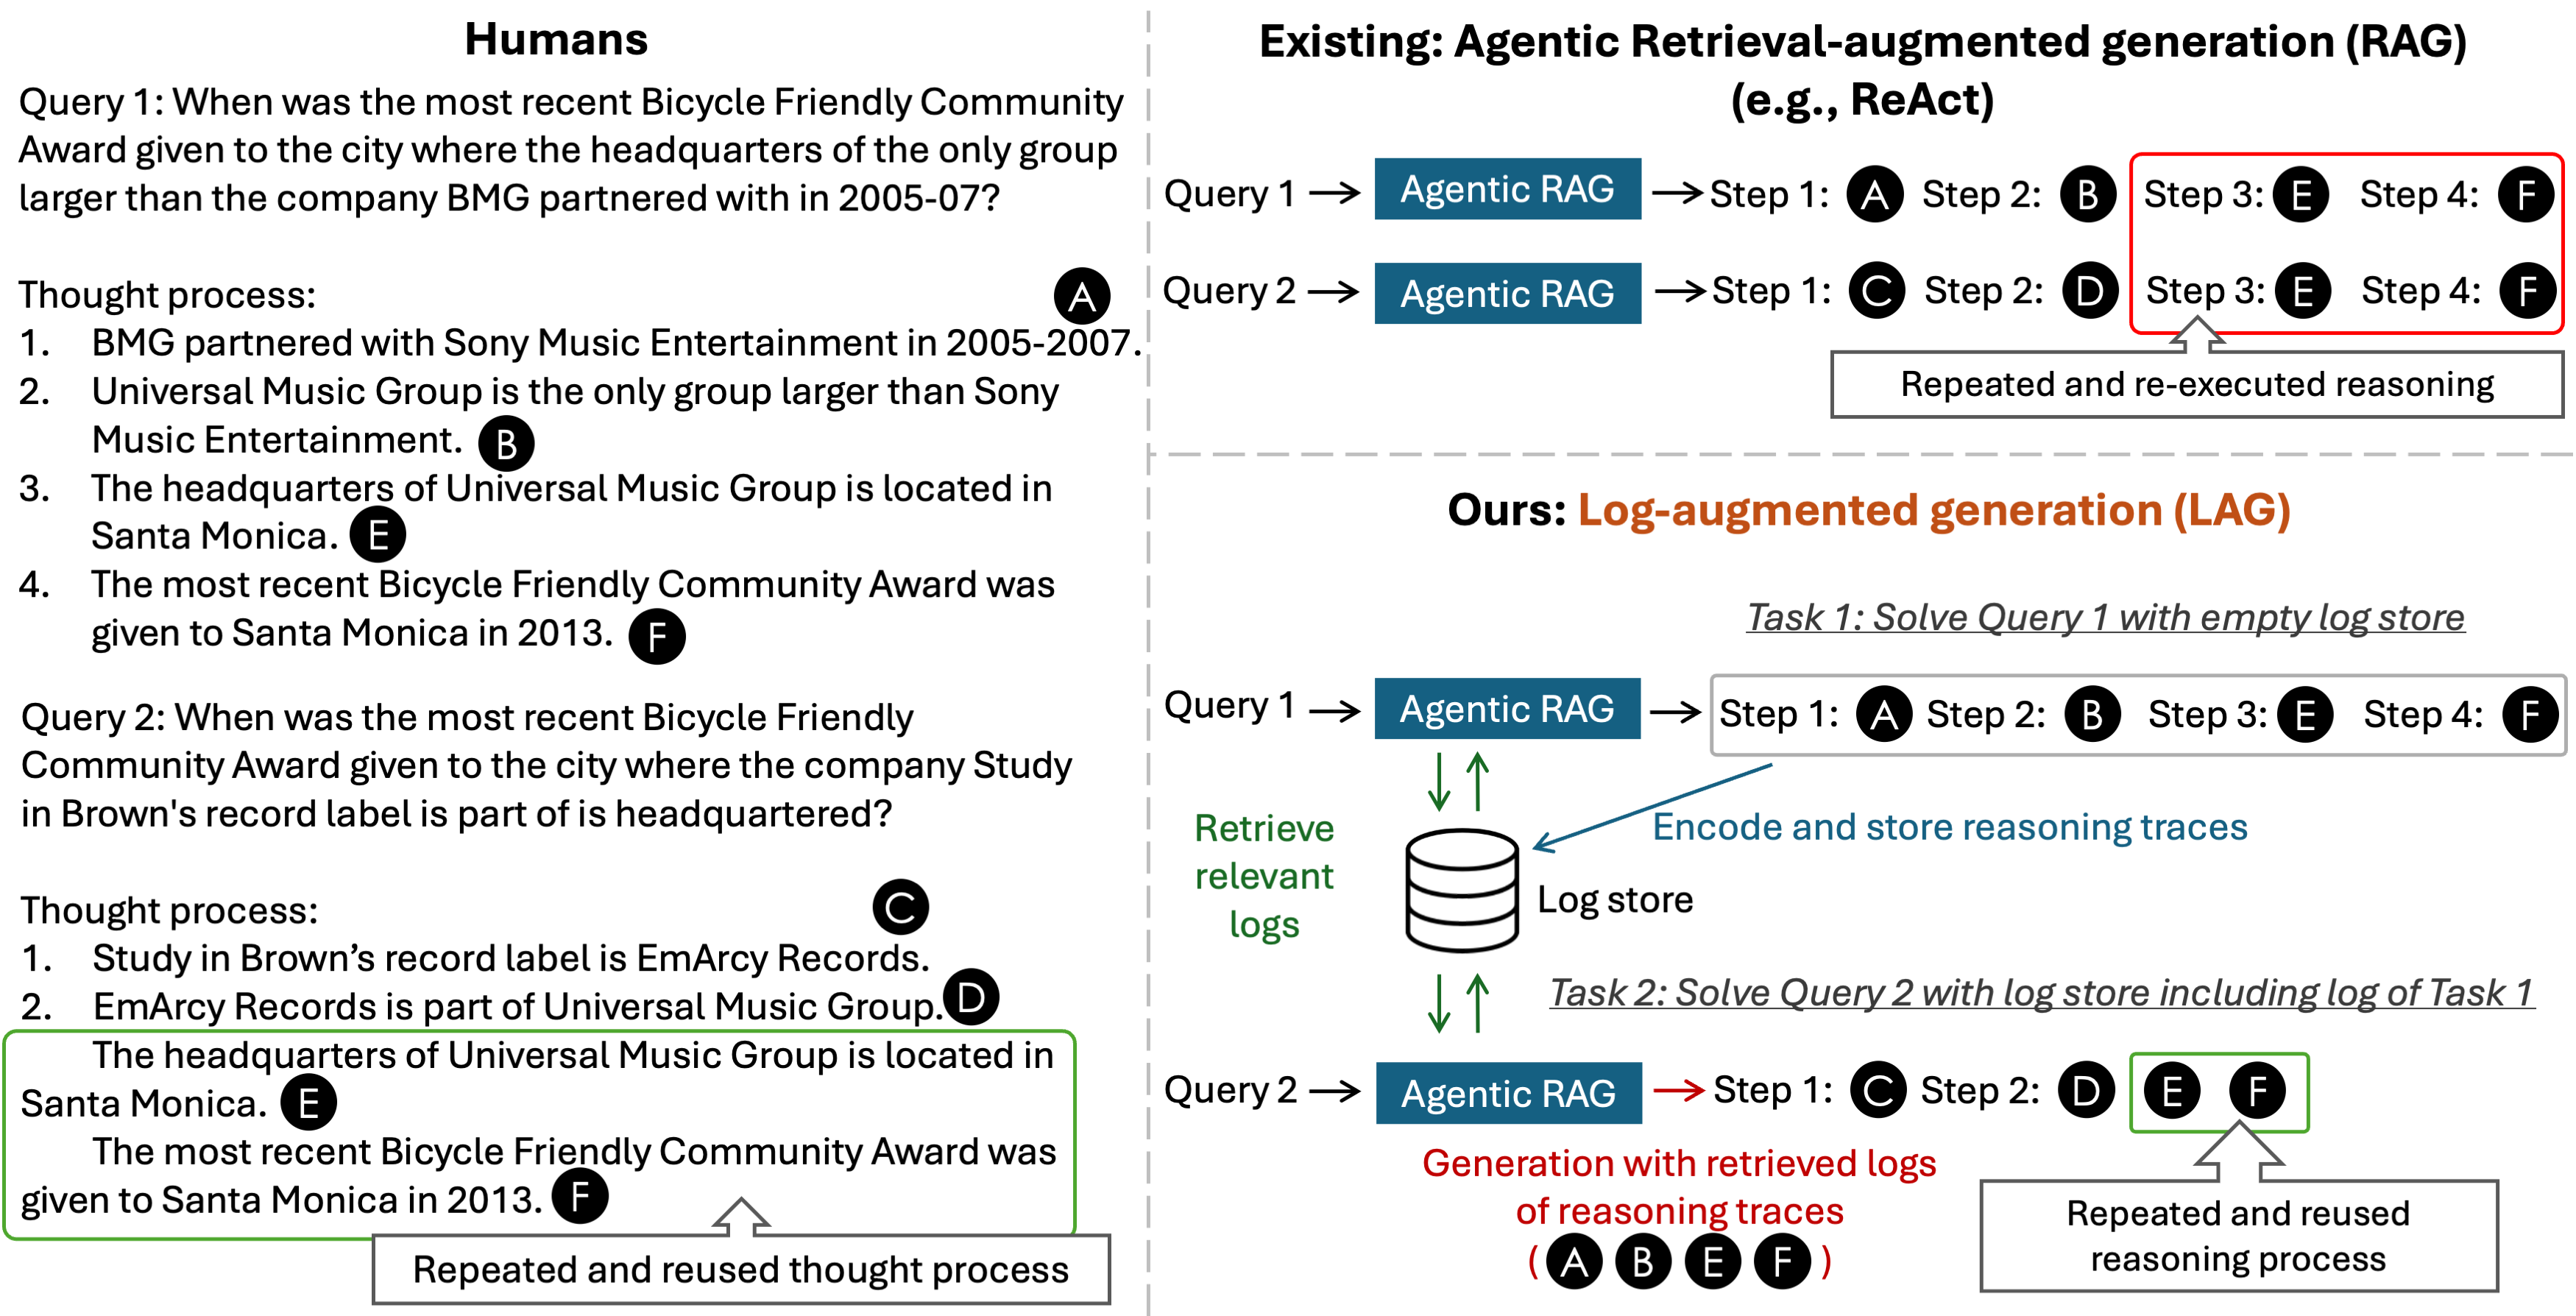 Humans
Query 1: When was the most recent Bicycle Friendly Community
Award given to the city where the headquarters of the only group
larger than the company BMG partnered with in 2005-07?
Thought process:
A
1. BMG partnered with Sony Music Entertainment in 2005-2007.
2. Universal Music Group is the only group larger than Sony
Music Entertainment. B
3. The headquarters of Universal Music Group is located in
Santa Monica. E
4. The most recent Bicycle Friendly Community Award was
given to Santa Monica in 2013. F
Query 2: When was the most recent Bicycle Friendly
Community Award given to the city where the company Study
in Brown's record label is part of is headquartered?
Thought process:
C
1. Study in Brown’s record label is EmArcy Records.
2. EmArcy Records is part of Universal Music Group. D
The headquarters of Universal Music Group is located in
Santa Monica. E
The most recent Bicycle Friendly Community Award was
given to Santa Monica in 2013. F
Repeated and reused thought process
Existing: Agentic Retrieval-augmented generation (RAG)
(e.g., ReAct)
Query 1 Agentic RAG Step 1: A Step 2: B Step 3: E Step 4: F
Query 2 Agentic RAG Step 1: C Step 2: D Step 3: E Step 4: F
Repeated and re-executed reasoning
Ours: Log-augmented generation (LAG)
Task 1: Solve Query 1 with empty log store
Query 1 Agentic RAG Step 1: A Step 2: B Step 3: E Step 4: F
Retrieve
relevant
logs
Encode and store reasoning traces
Log store
Task 2: Solve Query 2 with log store including log of Task 1
Query 2 Agentic RAG Step 1: C Step 2: D E F
Generation with retrieved logs
of reasoning traces
( A B E F )
Repeated and reused
reasoning process